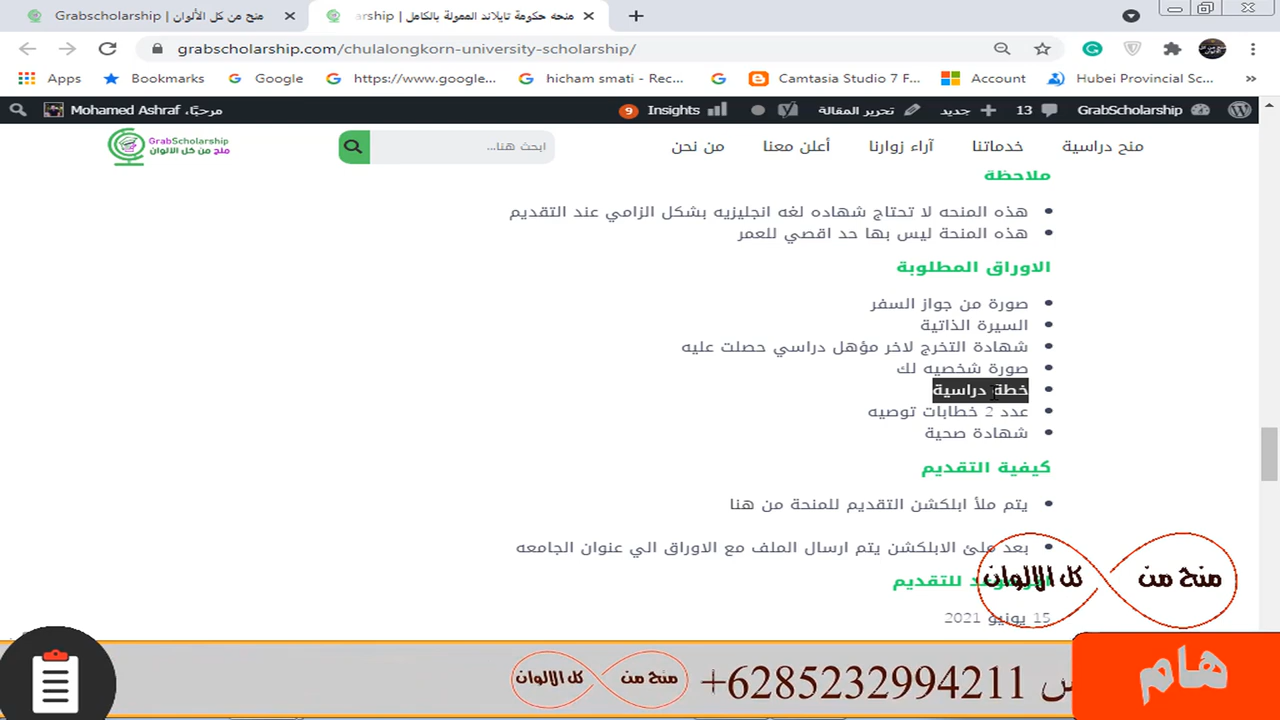 Grabscholarship | منح من كل الألوان
arship | منحه حكومة تايلاند الممولة بالكامل
grabscholarship.com/chulalongkorn-university-scholarship/
Apps Bookmarks Google https://www.google... hicham smati - Rec... Camtasia Studio 7 F... Account Hubei Provincial Sc... »
مرحبًا، Mohamed Ashraf 9 Insights تحرير المقالة جديد 13 GrabScholarship
GrabScholarship
منح من كل الألوان
منح دراسية خدماتنا آراء زوارنا أعلن معنا من نحن ابحث هنا...
ملاحظة
هذه المنحه لا تحتاج شهاده لغه انجليزيه بشكل الزامي عند التقديم
هذه المنحة ليس بها حد اقصي للعمر
الاوراق المطلوبة
صورة من جواز السفر
السيرة الذاتية
شهادة التخرج لاخر مؤهل دراسي حصلت عليه
صورة شخصيه لك
خطة دراسية
عدد 2 خطابات توصيه
شهادة صحية
كيفية التقديم
يتم ملأ ابلكشن التقديم للمنحة من هنا
بعد ملئ الابلكشن يتم ارسال الملف مع الاوراق الي عنوان الجامعه
للتقديم
15 يونيو 2021
منح من كل الالوان
هام
س +6285232994211
منح من كل الالوان